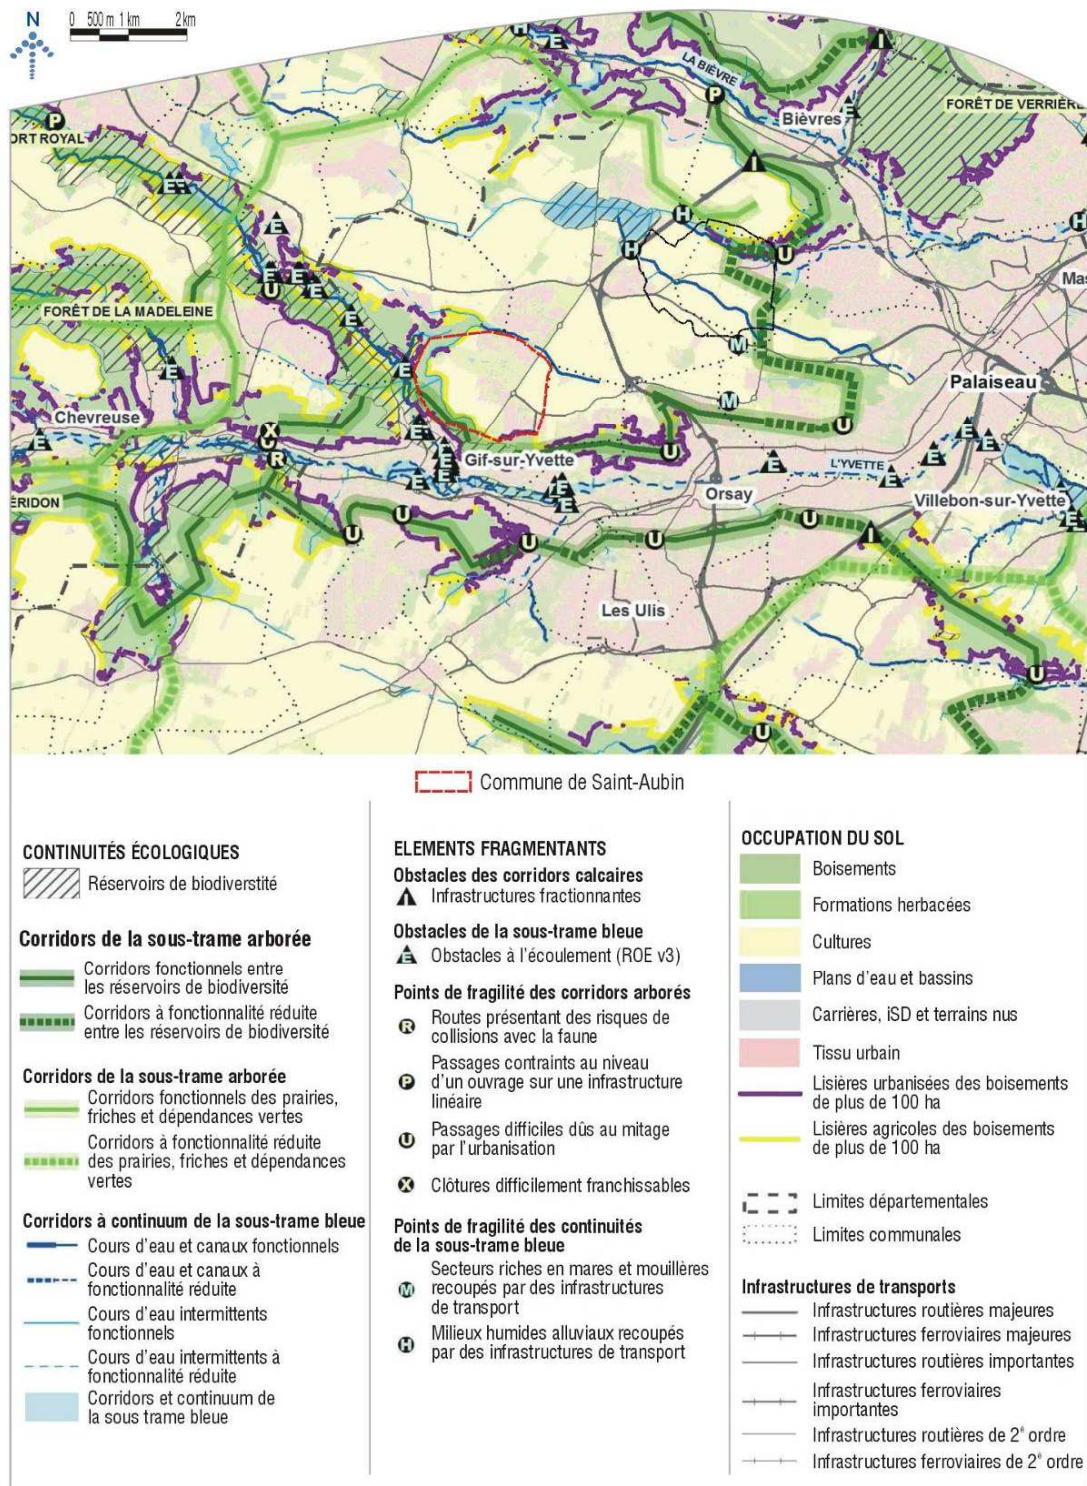 N
0 500 m 1 km 2 km
H
E
I
LA BIÈVRE
P
Bièvres
E
FORÊT DE VERRIÈRE
P
ORT ROYAL
I
E
H
H
E
H
U
E
E
E
U
E
Mas
FORÊT DE LA MADELEINE
E
M
E
E
Palaiseau
Chevreuse
M
E
X
U
R
E
U
U
E
E
Gif-sur-Yvette
E
E
E
L'YVETTE
E
E
E
Orsay
Villebon-sur-Yvette
ÉRIDON
E
U
U
U
U
U
I
E
Les Ulis
U
U
Commune de Saint-Aubin
CONTINUITÉS ÉCOLOGIQUES
Réservoirs de biodiverstité
Corridors de la sous-trame arborée
Corridors fonctionnels entre
les réservoirs de biodiversité
Corridors à fonctionnalité réduite
entre les réservoirs de biodiversité
Corridors de la sous-trame arborée
Corridors fonctionnels des prairies,
friches et dépendances vertes
Corridors à fonctionnalité réduite
des prairies, friches et dépendances
vertes
Corridors à continuum de la sous-trame bleue
Cours d'eau et canaux fonctionnels
Cours d'eau et canaux à
fonctionnalité réduite
Cours d'eau intermittents
fonctionnels
Cours d'eau intermittents à
fonctionnalité réduite
Corridors et continuum de
la sous trame bleue
ELEMENTS FRAGMENTANTS
Obstacles des corridors calcaires
I Infrastructures fractionnantes
Obstacles de la sous-trame bleue
E Obstacles à l'écoulement (ROE v3)
Points de fragilité des corridors arborés
R Routes présentant des risques de
collisions avec la faune
P Passages contraints au niveau
d'un ouvrage sur une infrastructure
linéaire
U Passages difficiles dûs au mitage
par l'urbanisation
X Clôtures difficilement franchissables
Points de fragilité des continuités
de la sous-trame bleue
M Secteurs riches en mares et mouillères
recoupés par des infrastructures
de transport
H Milieux humides alluviaux recoupés
par des infrastructures de transport
OCCUPATION DU SOL
Boisements
Formations herbacées
Cultures
Plans d'eau et bassins
Carrières, iSD et terrains nus
Tissu urbain
Lisières urbanisées des boisements
de plus de 100 ha
Lisières agricoles des boisements
de plus de 100 ha
Limites départementales
Limites communales
Infrastructures de transports
Infrastructures routières majeures
Infrastructures ferroviaires majeures
Infrastructures routières importantes
Infrastructures ferroviaires
importantes
Infrastructures routières de 2e ordre
Infrastructures ferroviaires de 2e ordre